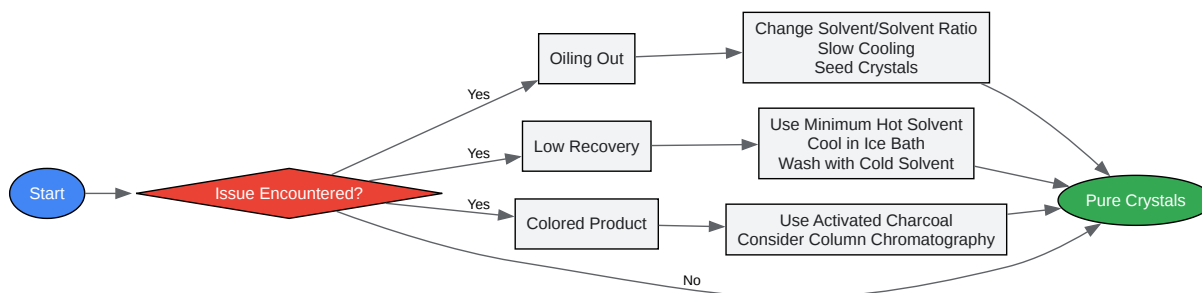 Start
Issue Encountered?
Yes
Oiling Out
Change Solvent/Solvent Ratio
Slow Cooling
Seed Crystals
Yes
Low Recovery
Use Minimum Hot Solvent
Cool in Ice Bath
Wash with Cold Solvent
Yes
Colored Product
Use Activated Charcoal
Consider Column Chromatography
No
Pure Crystals